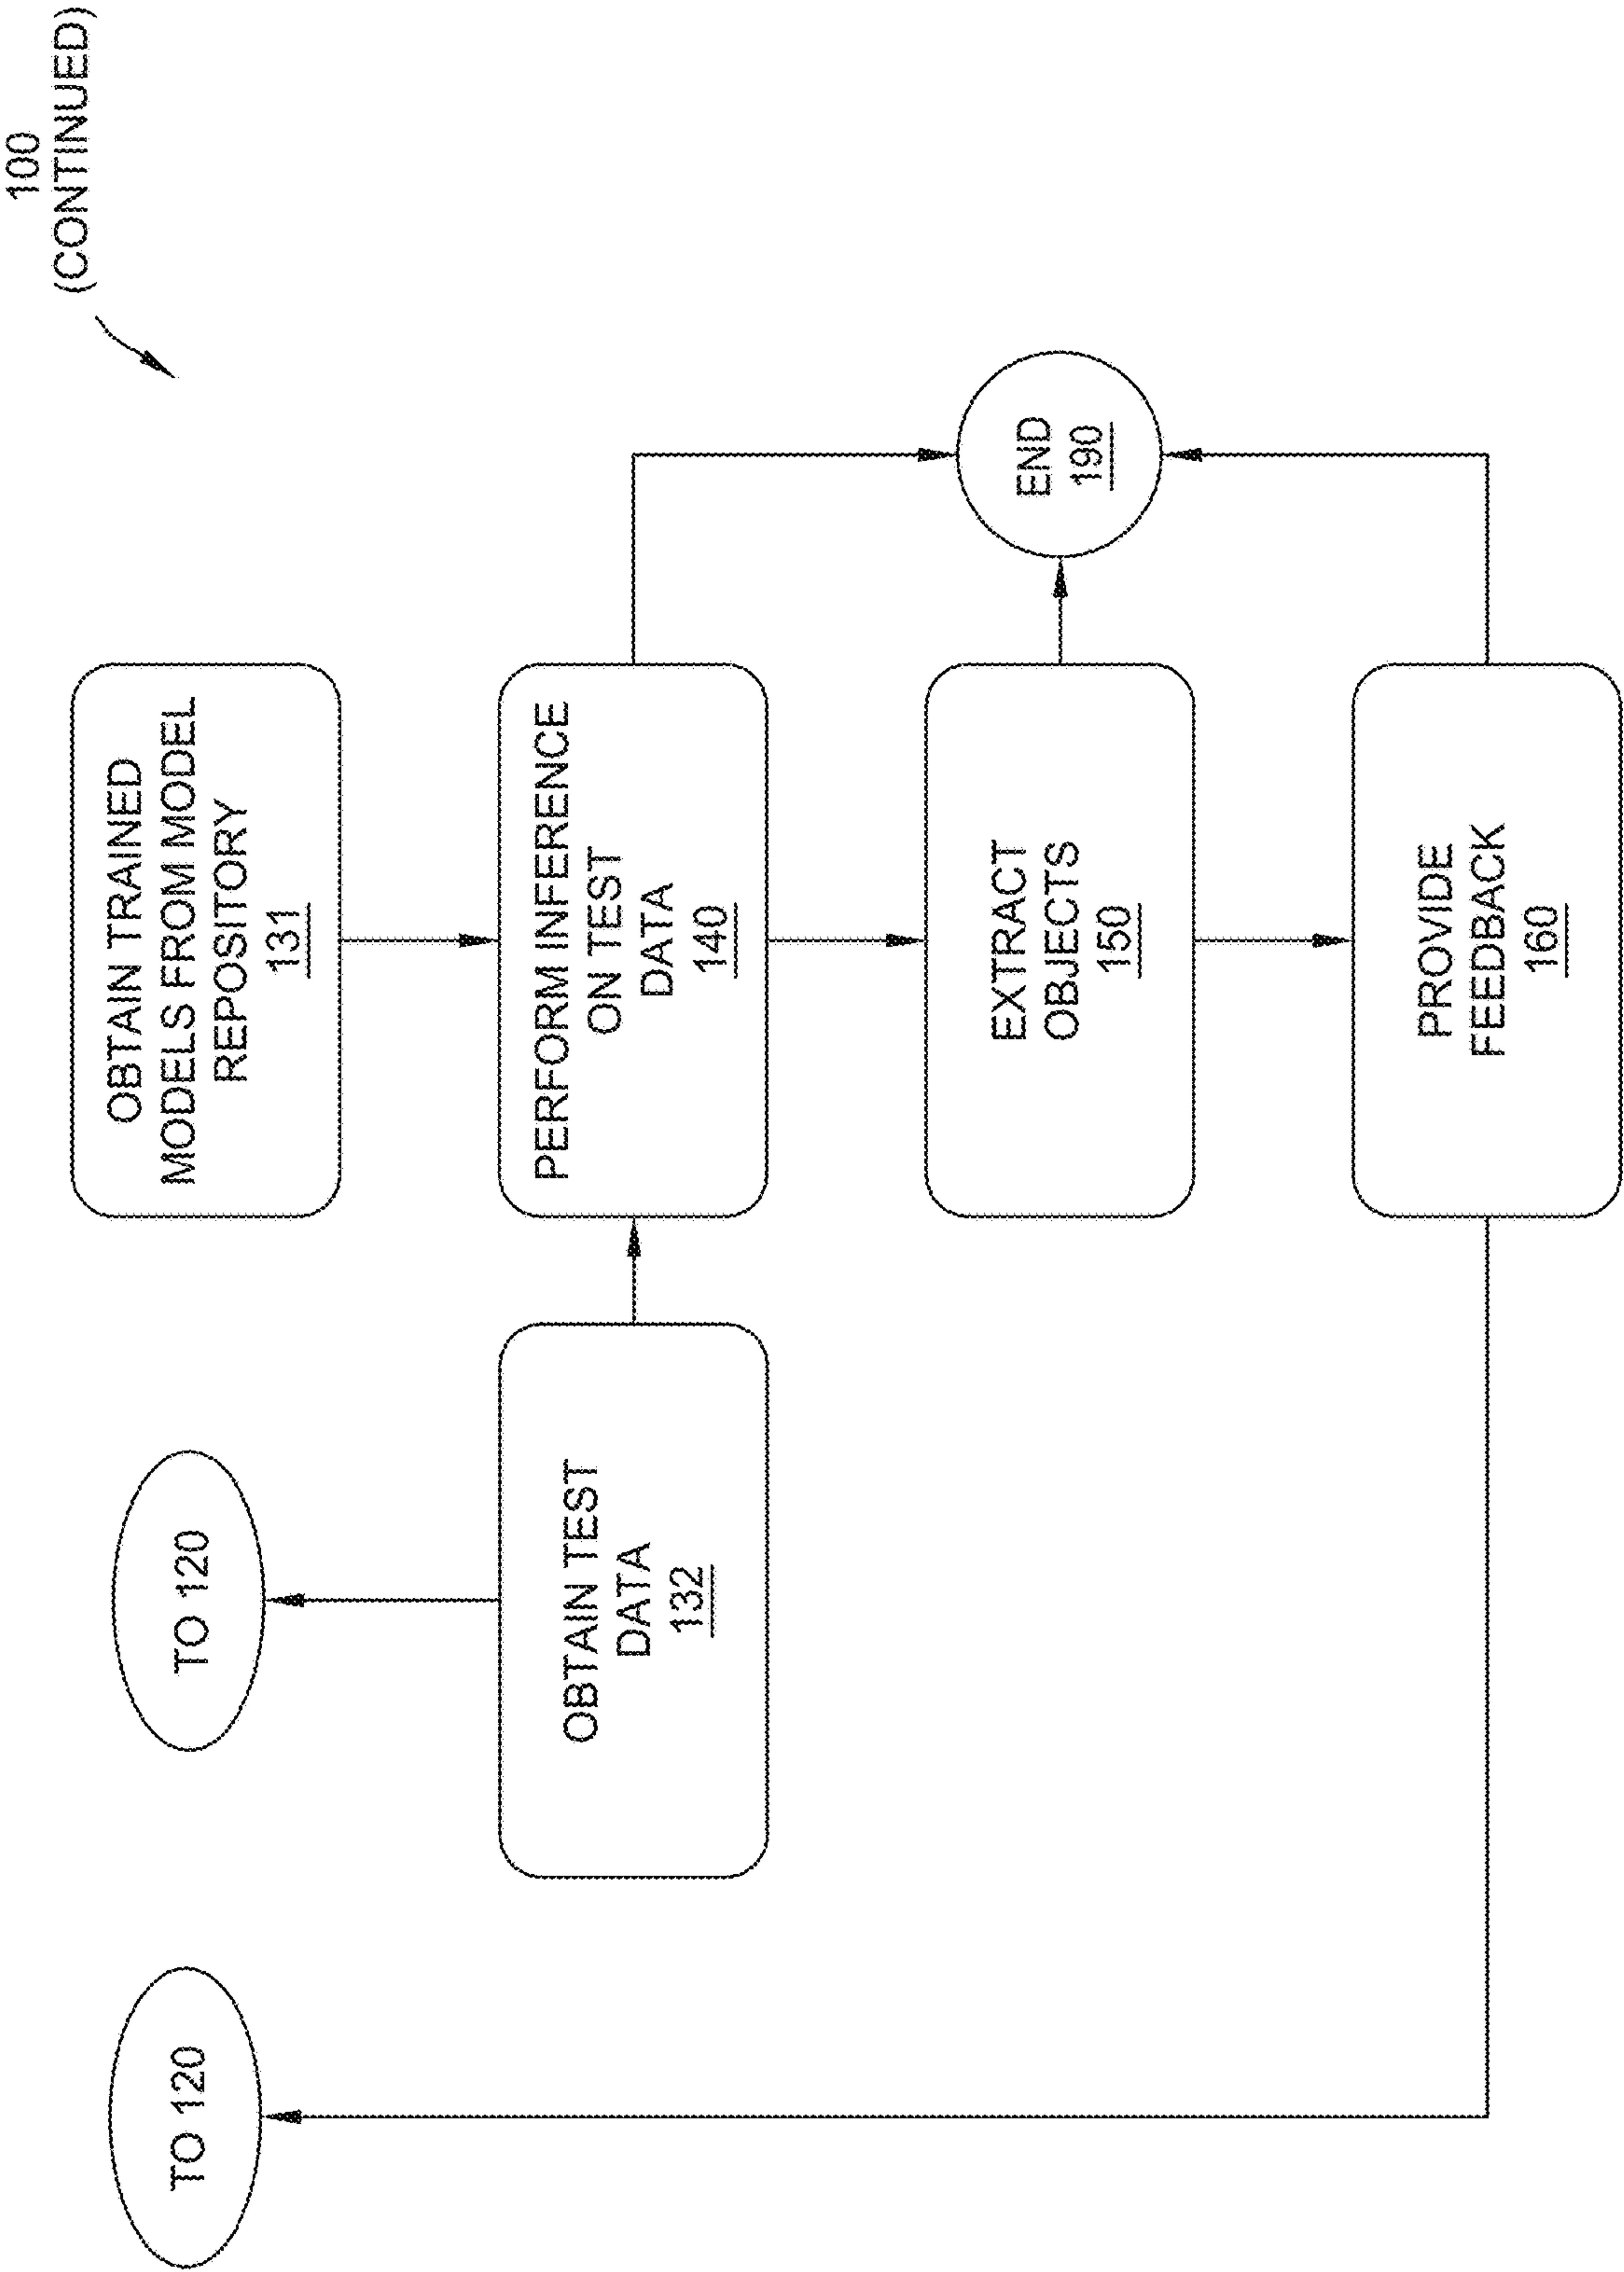 100
(CONTINUED)
OBTAIN TRAINED
MODELS FROM MODEL
REPOSITORY
131
TO 120
TO 120
PERFORM INFERENCE
ON TEST
DATA
140
OBTAIN TEST
DATA
132
EXTRACT
OBJECTS
150
END
190
PROVIDE
FEEDBACK
160